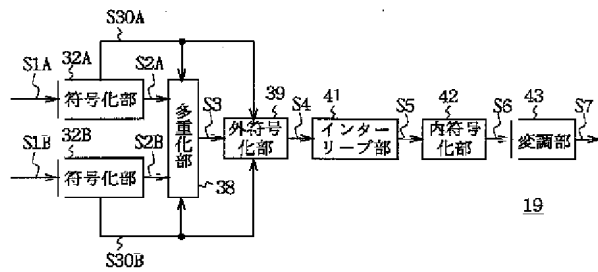 S30A
S1A
32A
S2A
符号化部
多重化部
38
S3
39
外符号化部
S4
41
インターリーブ部
S5
42
内符号化部
S6
43
変調部
S7
S1B
32B
S2B
符号化部
S30B
19